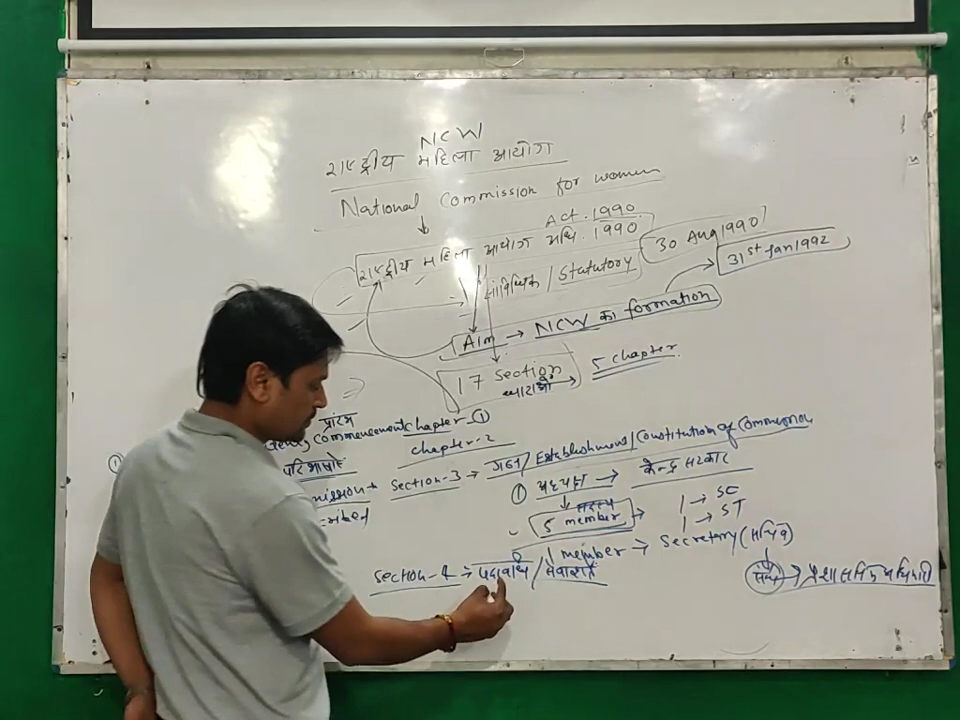 NCW
राष्ट्रीय महिला आयोग
National Commission for women
Act. 1990
राष्ट्रीय महिला आयोग अधि. 1990
30 Aug 1990
31st Jan 1992
सांविधिक / Statutory
Aim → NCW का formation
17 Section
धाराओं → 5 chapter
प्रारंभ
Commencement chapter - ①
chapter-2
①
परिभाषाएं
mission
Section-3 → गठन / Establishment / Constitution of Commission
cribed
① अध्यक्ष → केन्द्र सरकार
सदस्य
5 member →
1 → SC
1 → ST
1 member → Secretary (सचिव)
Section-4 → पदावधि / सेवाशर्ते
→ प्रशासनिक अधिकारी